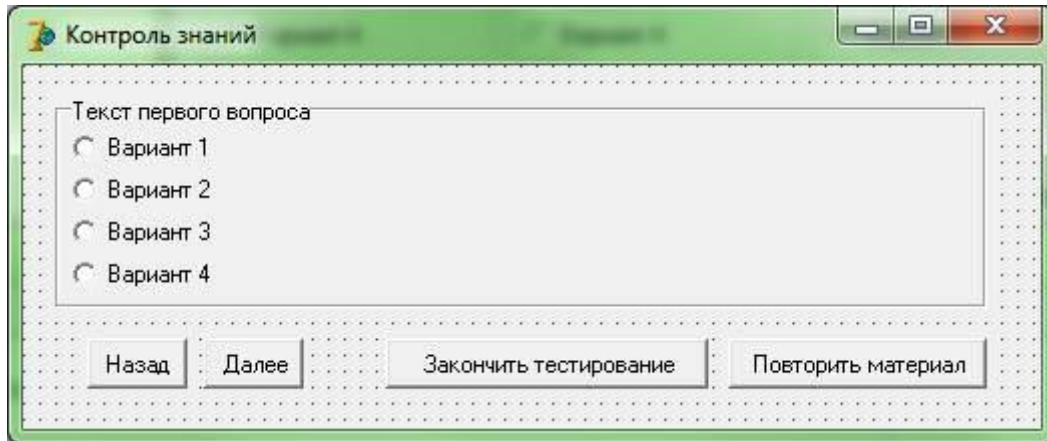 Контроль знаний
Текст первого вопроса
Вариант 1
Вариант 2
Вариант 3
Вариант 4
Назад Далее Закончить тестирование Повторить материал